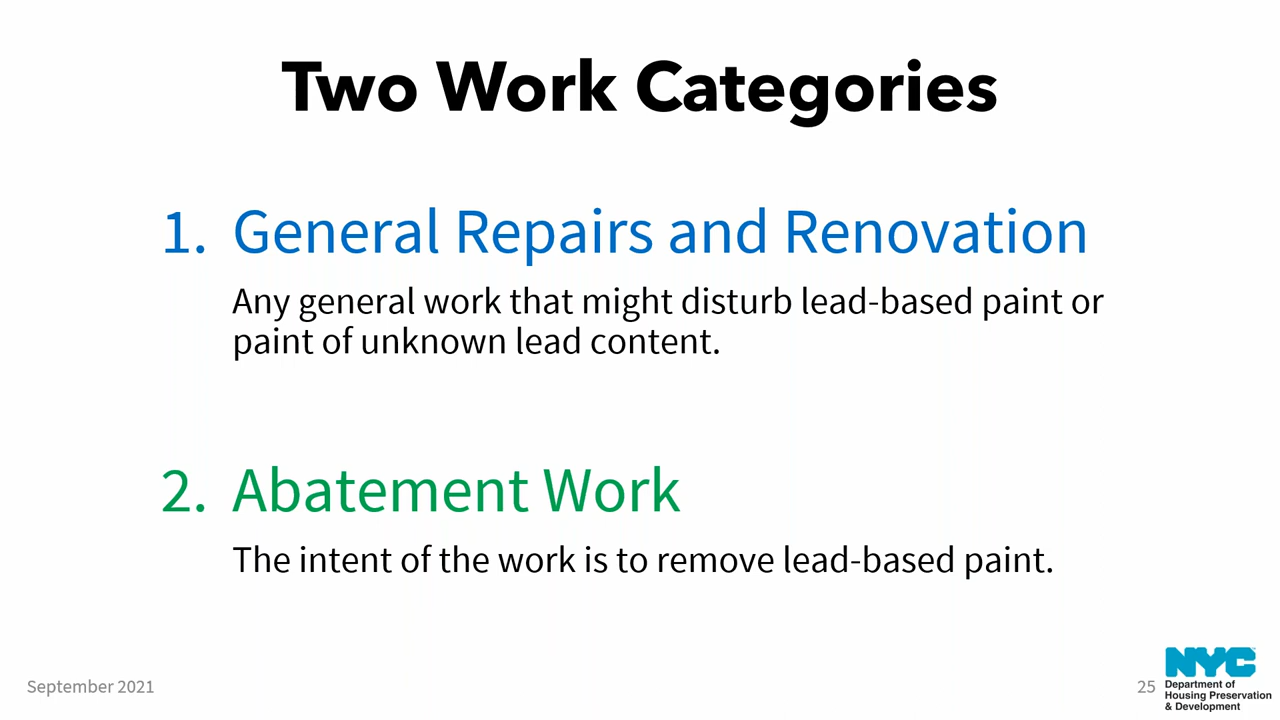 Two Work Categories
1. General Repairs and Renovation
Any general work that might disturb lead-based paint or
paint of unknown lead content.
2. Abatement Work
The intent of the work is to remove lead-based paint.
September 2021
25
NYC
Department of
Housing Preservation
& Development